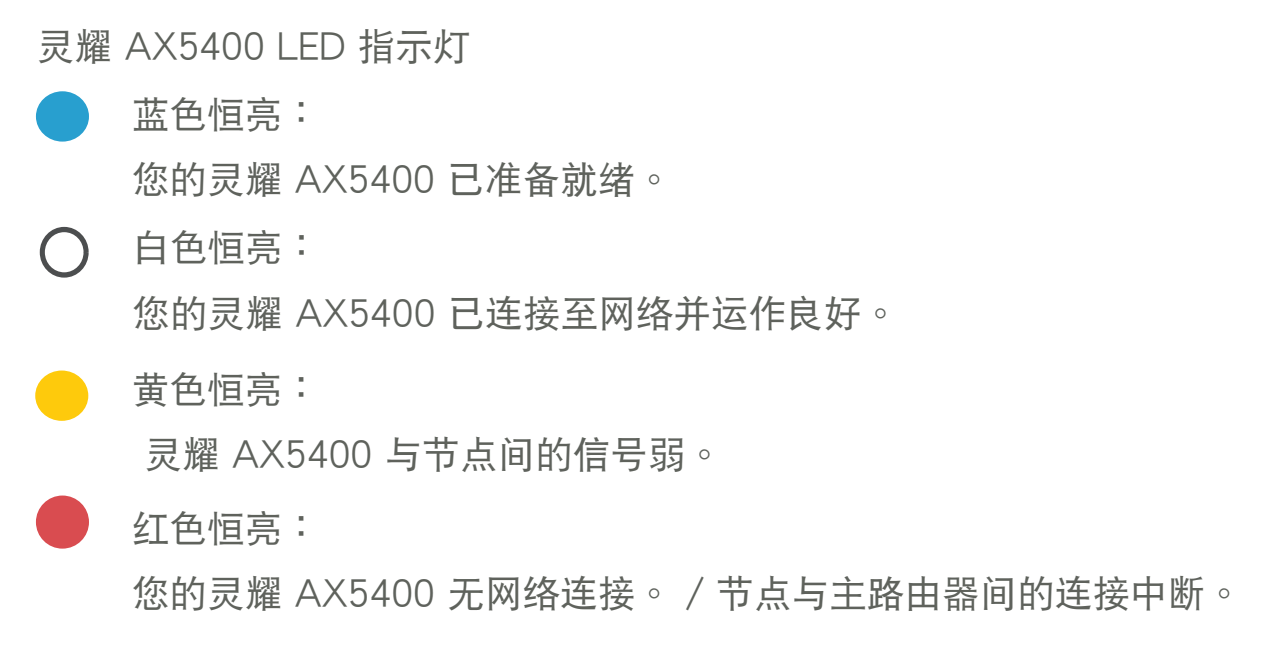 灵耀 AX5400 LED 指示灯
蓝色恒亮：
您的灵耀 AX5400 已准备就绪。
白色恒亮：
您的灵耀 AX5400 已连接至网络并运作良好。
黄色恒亮：
灵耀 AX5400 与节点间的信号弱。
红色恒亮：
您的灵耀 AX5400 无网络连接。 / 节点与主路由器间的连接中断。